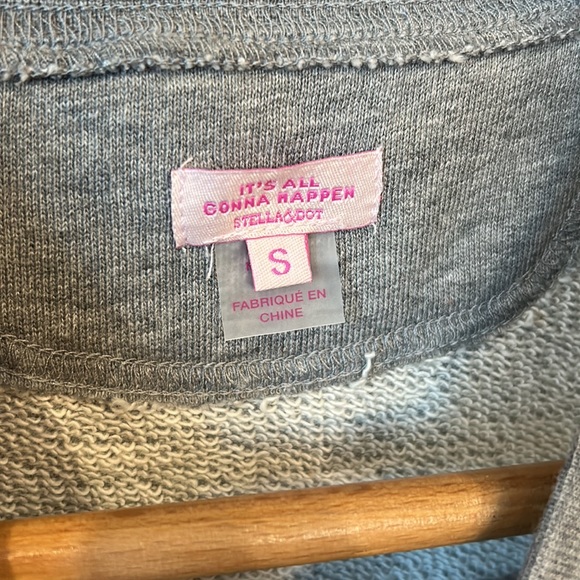 IT'S ALL
GONNA HAPPEN
STELLA&DOT
S
FABRIQUÉ EN
CHINE